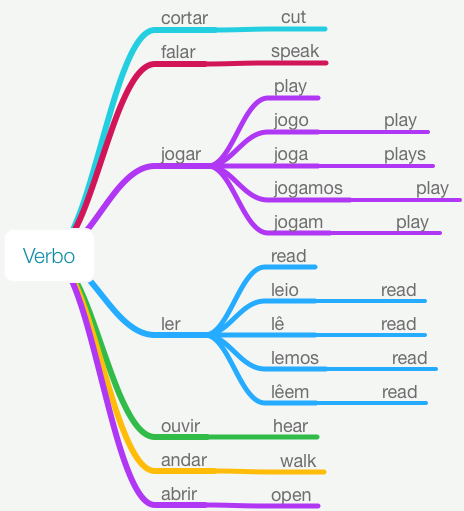 cortar cut
falar speak
play
jogo play
jogar joga plays
jogamos play
jogam play
Verbo
read
leio read
ler lê read
lemos read
lêem read
ouvir hear
andar walk
abrir open